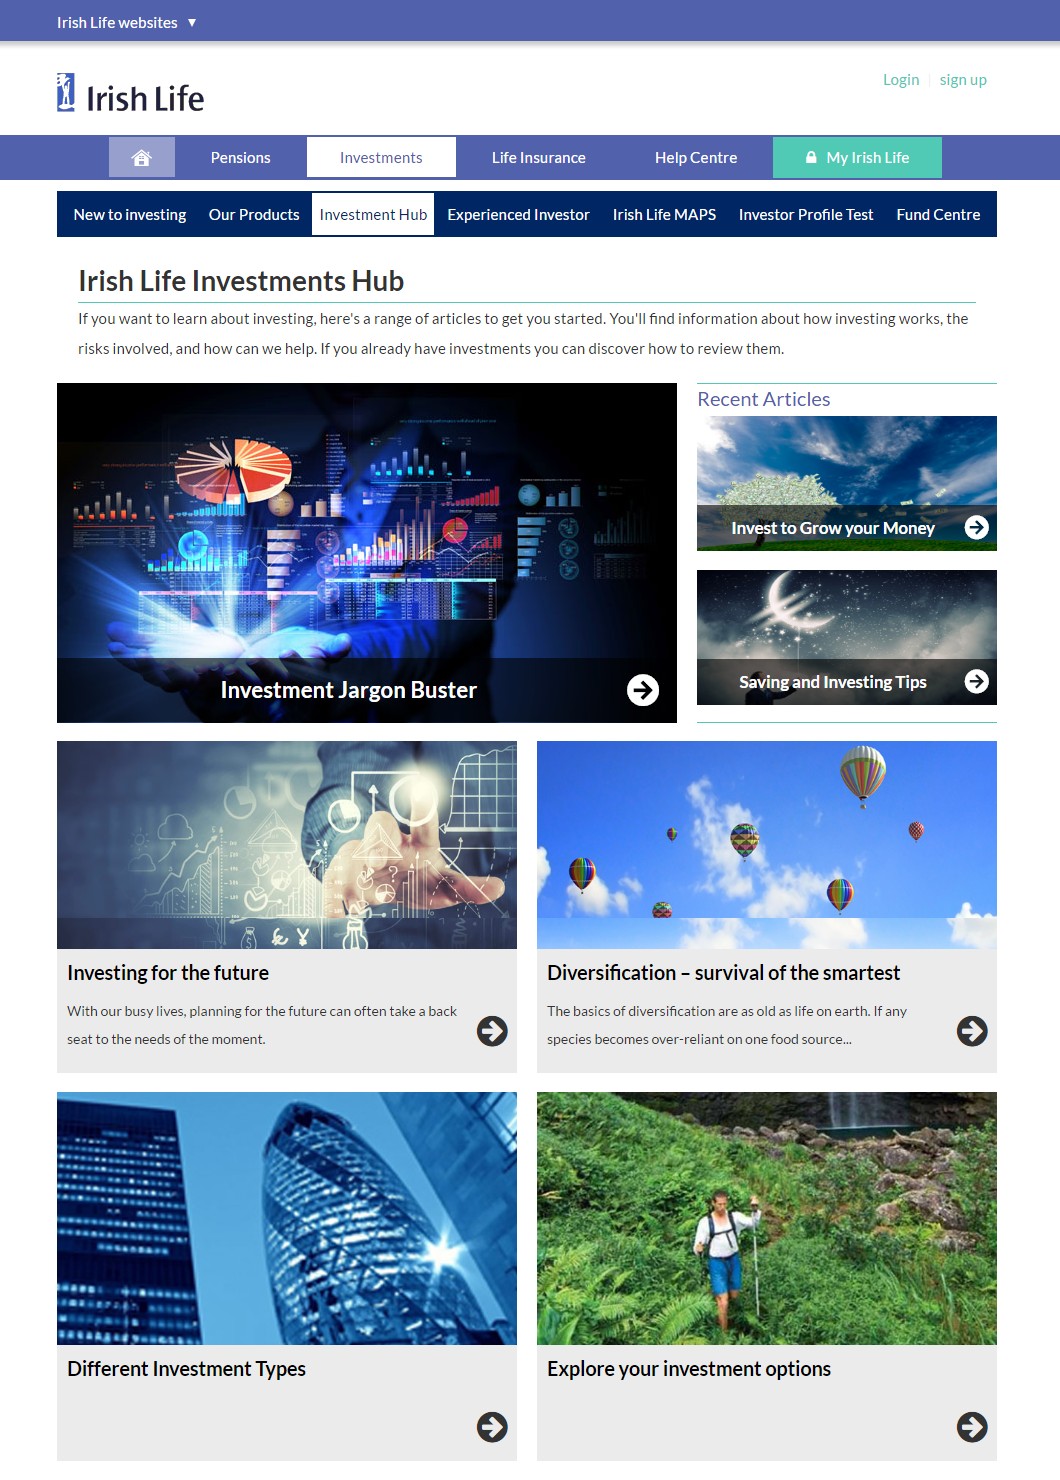 Irish Life websites ▼
Irish Life
Login
sign up
Pensions
Investments
Life Insurance
Help Centre
My Irish Life
New to investing
Our Products
Investment Hub
Experienced Investor
Irish Life MAPS
Investor Profile Test
Fund Centre
Irish Life Investments Hub
If you want to learn about investing, here's a range of articles to get you started. You'll find information about how investing works, the
risks involved, and how can we help. If you already have investments you can discover how to review them.
Investment Jargon Buster
Recent Articles
Invest to Grow your Money
Saving and Investing Tips
Investing for the future
With our busy lives, planning for the future can often take a back
seat to the needs of the moment.
Diversification – survival of the smartest
The basics of diversification are as old as life on earth. If any
species becomes over-reliant on one food source...
Different Investment Types
Explore your investment options